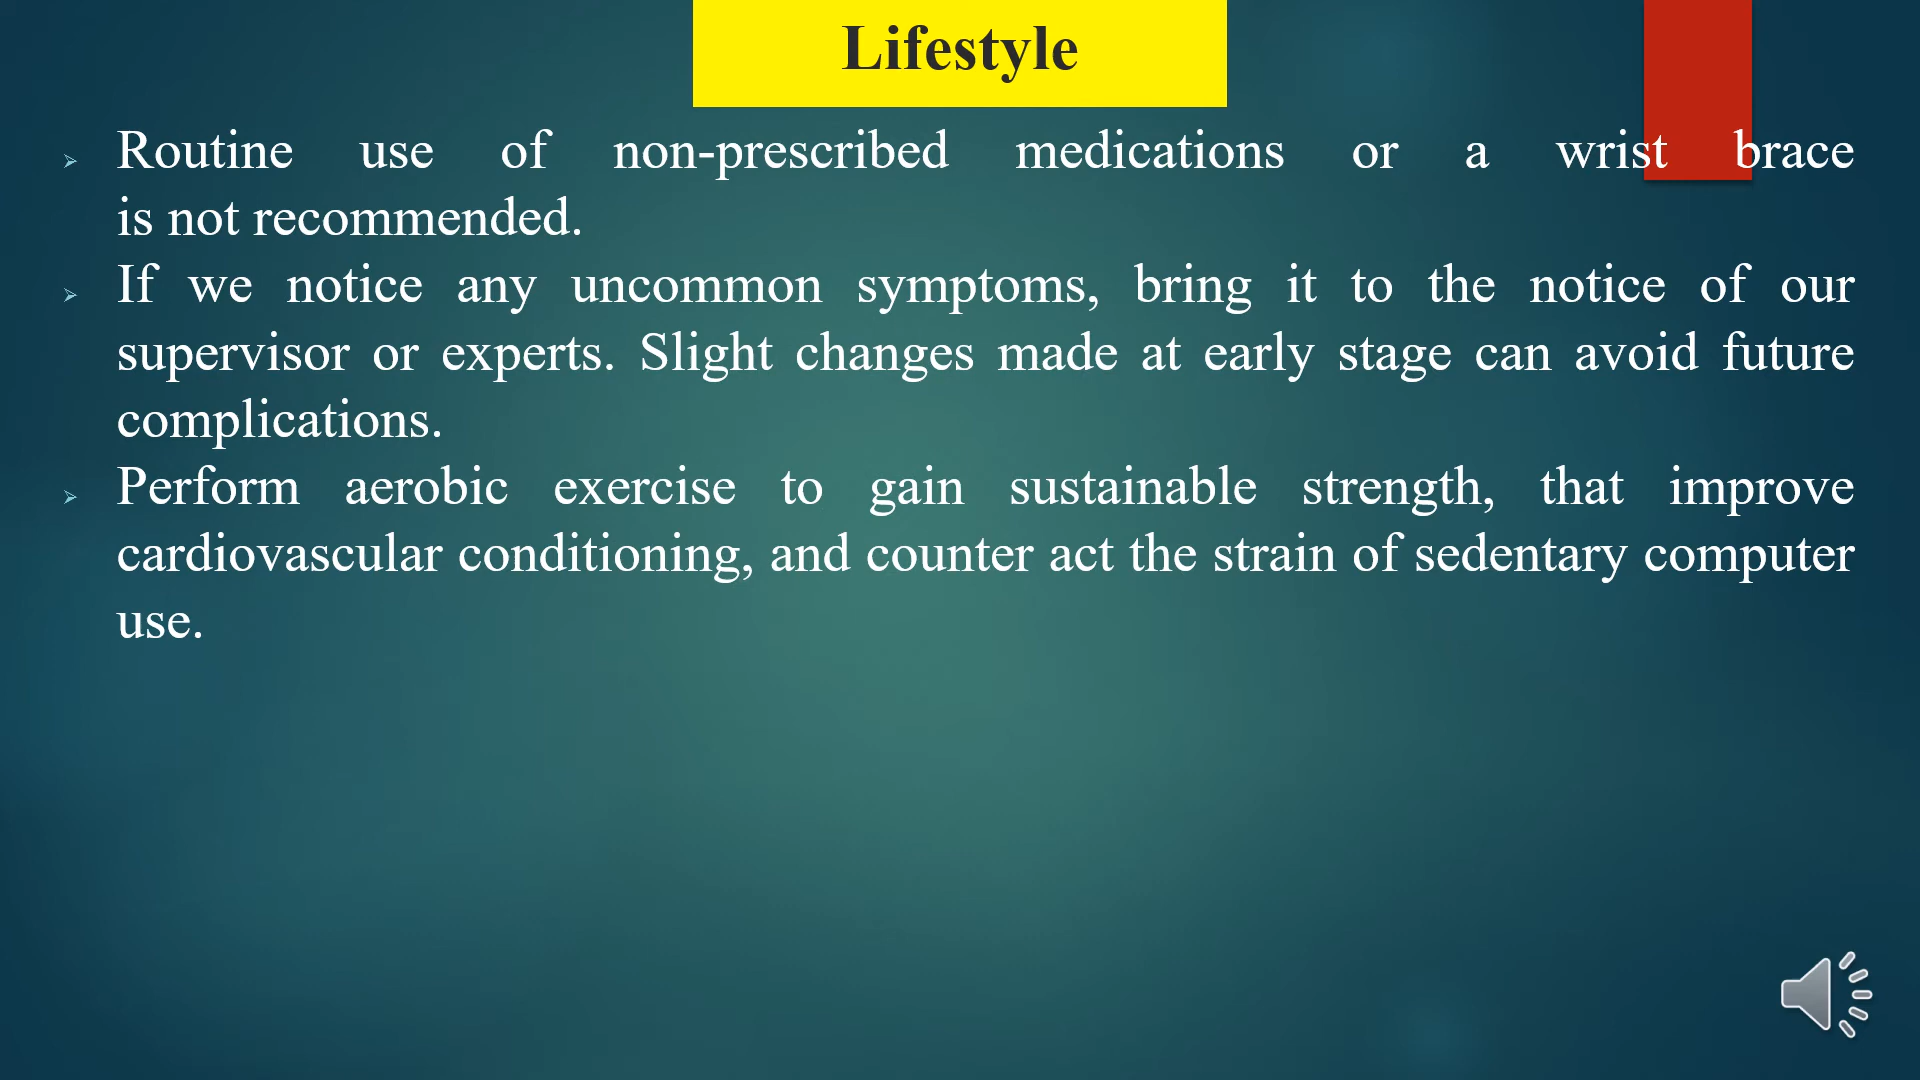 Lifestyle
Routine use of non-prescribed medications or a wrist brace
is not recommended.
If we notice any uncommon symptoms, bring it to the notice of our
supervisor or experts. Slight changes made at early stage can avoid future
complications.
Perform aerobic exercise to gain sustainable strength, that improve
cardiovascular conditioning, and counter act the strain of sedentary computer
use.